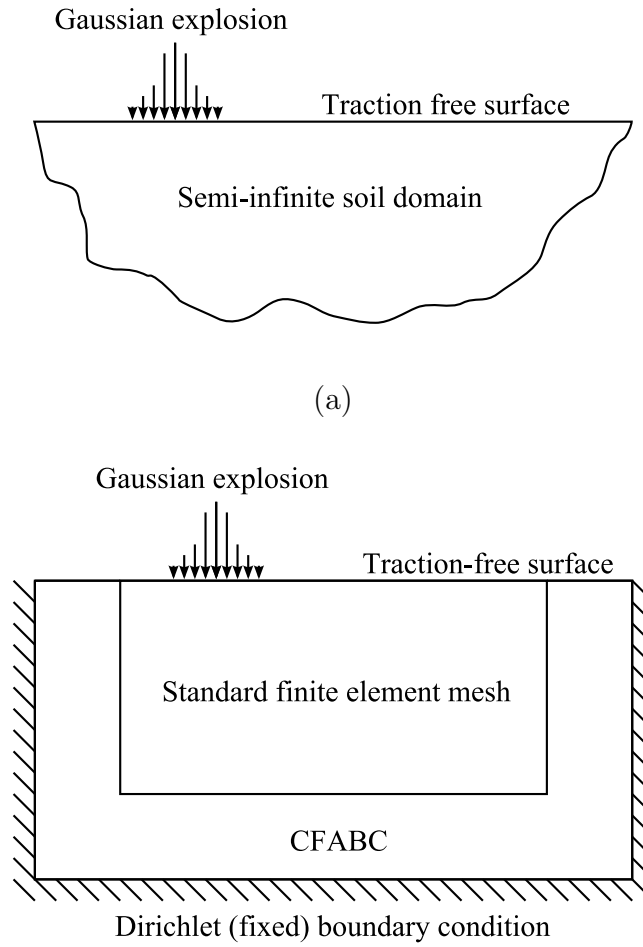 Gaussian explosion
Traction free surface
Semi-infinite soil domain
(a)
Gaussian explosion
Traction-free surface
Standard finite element mesh
CFABC
Dirichlet (fixed) boundary condition